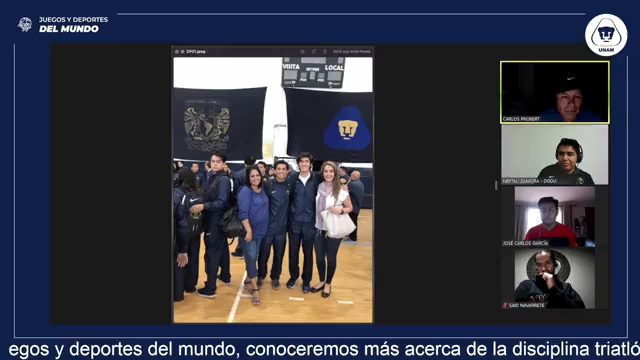 JUEGOS Y DEPORTES
DEL MUNDO
UNAM
VISITA
LOCAL
CARLOS PROBERT
NEFTALI ZAMORA - DGDU
JOSÉ CARLOS GARCÍA
SAID NAVARRETE
egos y deportes del mundo, conoceremos más acerca de la disciplina triatló